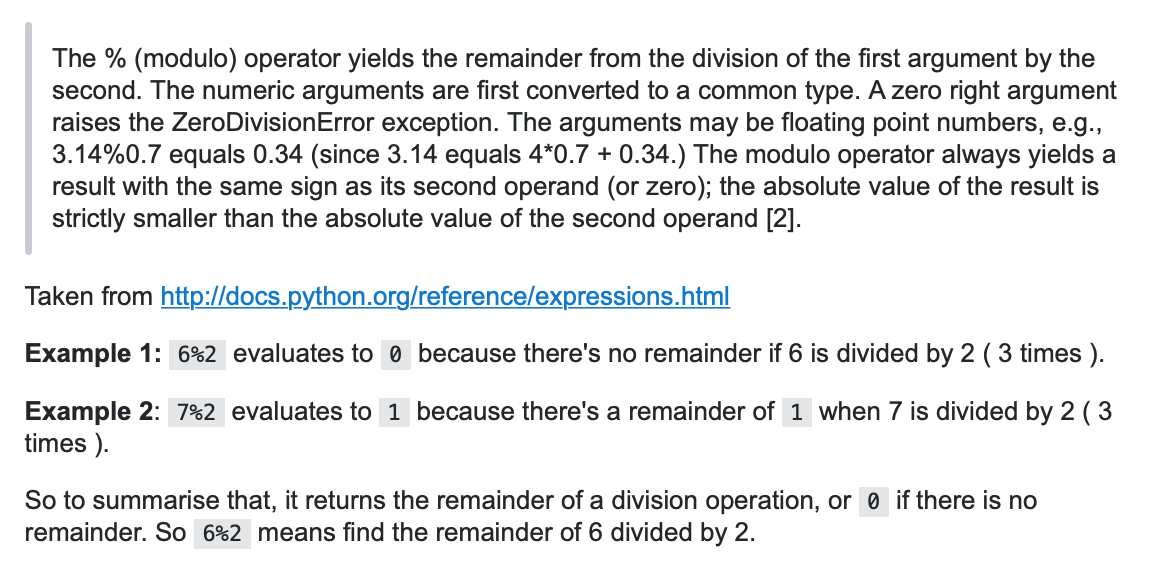 The % (modulo) operator yields the remainder from the division of the first argument by the
second. The numeric arguments are first converted to a common type. A zero right argument
raises the ZeroDivisionError exception. The arguments may be floating point numbers, e.g.,
3.14%0.7 equals 0.34 (since 3.14 equals 4*0.7 + 0.34.) The modulo operator always yields a
result with the same sign as its second operand (or zero); the absolute value of the result is
strictly smaller than the absolute value of the second operand [2].
Taken from http://docs.python.org/reference/expressions.html
Example 1: 6%2 evaluates to 0 because there's no remainder if 6 is divided by 2 ( 3 times ).
Example 2: 7%2 evaluates to 1 because there's a remainder of 1 when 7 is divided by 2 ( 3
times ).
So to summarise that, it returns the remainder of a division operation, or 0 if there is no
remainder. So 6%2 means find the remainder of 6 divided by 2.